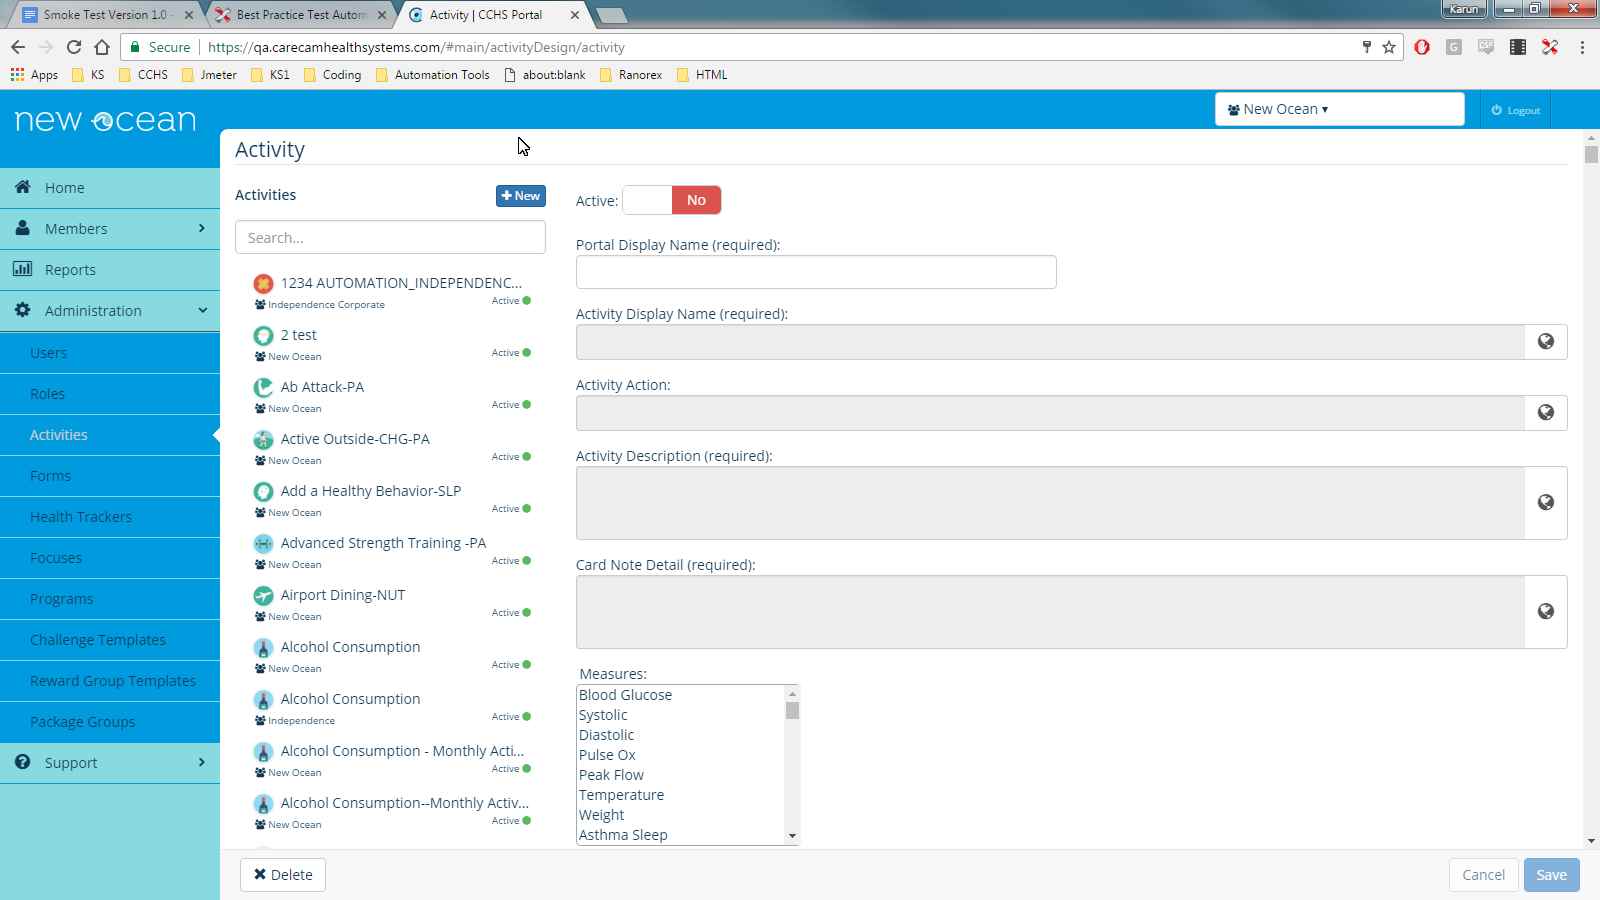 Smoke Test Version 1.0 -
Best Practice Test Autom
Activity | CCHS Portal
Karun
Secure
https://qa.carecamhealthsystems.com/#main/activityDesign/activity
Apps
KS
CCHS
Jmeter
KS1
Coding
Automation Tools
about:blank
Ranorex
HTML
new ocean
New Ocean
Logout
Home
Members
Reports
Administration
Users
Roles
Activities
Forms
Health Trackers
Focuses
Programs
Challenge Templates
Reward Group Templates
Package Groups
Support
Activity
Activities
New
Search...
1234 AUTOMATION_INDEPENDENC...
Independence Corporate
Active
2 test
New Ocean
Active
Ab Attack-PA
New Ocean
Active
Active Outside-CHG-PA
New Ocean
Active
Add a Healthy Behavior-SLP
New Ocean
Active
Advanced Strength Training -PA
New Ocean
Active
Airport Dining-NUT
New Ocean
Active
Alcohol Consumption
New Ocean
Active
Alcohol Consumption
Independence
Active
Alcohol Consumption - Monthly Acti...
New Ocean
Active
Alcohol Consumption--Monthly Activ...
New Ocean
Active
Active:
No
Portal Display Name (required):
Activity Display Name (required):
Activity Action:
Activity Description (required):
Card Note Detail (required):
Measures:
Blood Glucose
Systolic
Diastolic
Pulse Ox
Peak Flow
Temperature
Weight
Asthma Sleep
Delete
Cancel
Save